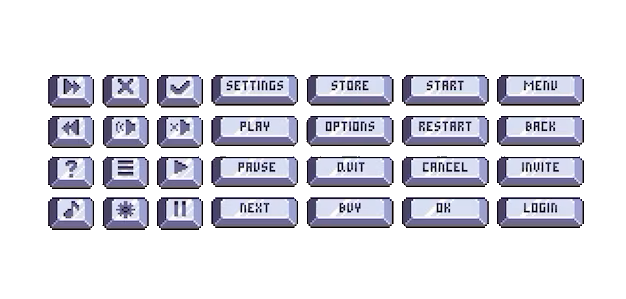 SETTINGS STORE START MENU
PLAY OPTIONS RESTART BACK
? PAUSE QUIT CANCEL INVITE
NEXT BUY OK LOGIN